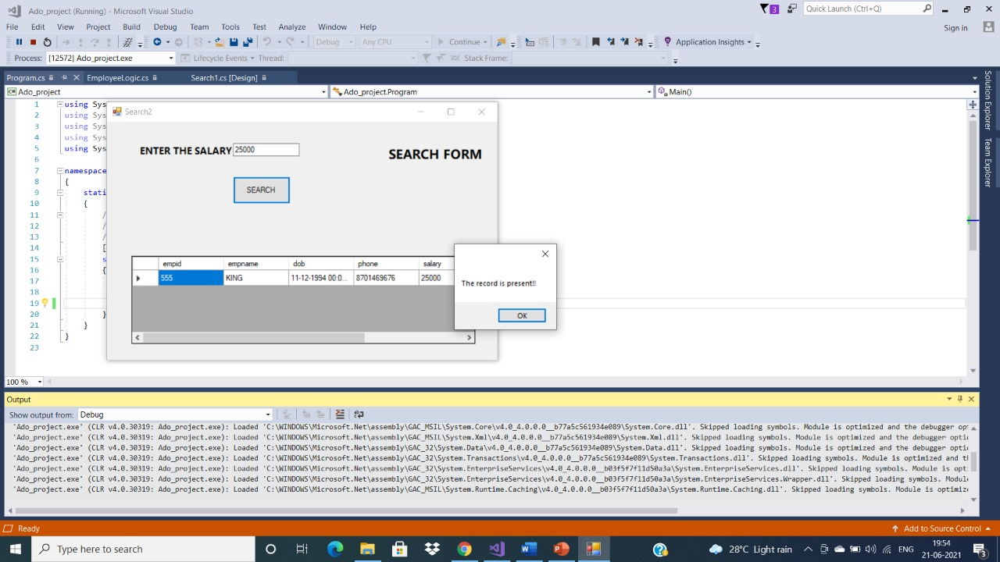 Ado_project (Running) - Microsoft Visual Studio
3
Quick Launch (Ctrl+Q)
File Edit View Project Build Debug Team Tools Test Analyze Window Help
Sign in
Debug Any CPU Continue Application Insights
Process: [12572] Ado_project.exe Lifecycle Events Thread: Stack Frame:
Program.cs EmployeeLogic.cs Search1.cs [Design]
Ado_project Ado_project.Program Main()
Solution Explorer
Team Explorer
1 using Sys
2 using Sys
3 using Sys
4 using Sys
5 using Sys
6
7 namespace
8 {
9 stati
10 {
11 /
12 /
13 /
14 [
15 s
16 {
17
18
19
20 }
21 }
22 }
23
Search2
ENTER THE SALARY 25000
SEARCH FORM
SEARCH
empid empname dob phone salary
555 KING 11-12-1994 00:0... 8701469676 25000
The record is present!!
OK
100 %
Output
Show output from: Debug
'Ado_project.exe' (CLR v4.0.30319: Ado_project.exe): Loaded 'C:\WINDOWS\Microsoft.Net\assembly\GAC_MSIL\System.Core\v4.0_4.0.0.0__b77a5c561934e089\System.Core.dll'. Skipped loading symbols. Module is optimized and the debugger op
'Ado_project.exe' (CLR v4.0.30319: Ado_project.exe): Loaded 'C:\WINDOWS\Microsoft.Net\assembly\GAC_MSIL\System.Xml\v4.0_4.0.0.0__b77a5c561934e089\System.Xml.dll'. Skipped loading symbols. Module is optimized and the debugger optio
'Ado_project.exe' (CLR v4.0.30319: Ado_project.exe): Loaded 'C:\WINDOWS\Microsoft.Net\assembly\GAC_32\System.Data\v4.0_4.0.0.0__b77a5c561934e089\System.Data.dll'. Skipped loading symbols. Module is optimized and the debugger optio
'Ado_project.exe' (CLR v4.0.30319: Ado_project.exe): Loaded 'C:\WINDOWS\Microsoft.Net\assembly\GAC_32\System.Transactions\v4.0_4.0.0.0__b77a5c561934e089\System.Transactions.dll'. Skipped loading symbols. Module is optimized and th
'Ado_project.exe' (CLR v4.0.30319: Ado_project.exe): Loaded 'C:\WINDOWS\Microsoft.Net\assembly\GAC_32\System.EnterpriseServices\v4.0_4.0.0.0__b03f5f7f11d50a3a\System.EnterpriseServices.dll'. Skipped loading symbols. Module is opt
'Ado_project.exe' (CLR v4.0.30319: Ado_project.exe): Loaded 'C:\WINDOWS\Microsoft.Net\assembly\GAC_32\System.EnterpriseServices\v4.0_4.0.0.0__b03f5f7f11d50a3a\System.EnterpriseServices.Wrapper.dll'. Skipped loading symbols. Modul
'Ado_project.exe' (CLR v4.0.30319: Ado_project.exe): Loaded 'C:\WINDOWS\Microsoft.Net\assembly\GAC_MSIL\System.Runtime.Caching\v4.0_4.0.0.0__b03f5f7f11d50a3a\System.Runtime.Caching.dll'. Skipped loading symbols. Module is optimize
Ready
Add to Source Control
Type here to search
28°C Light rain
ENG
19:54
21-06-2021
3